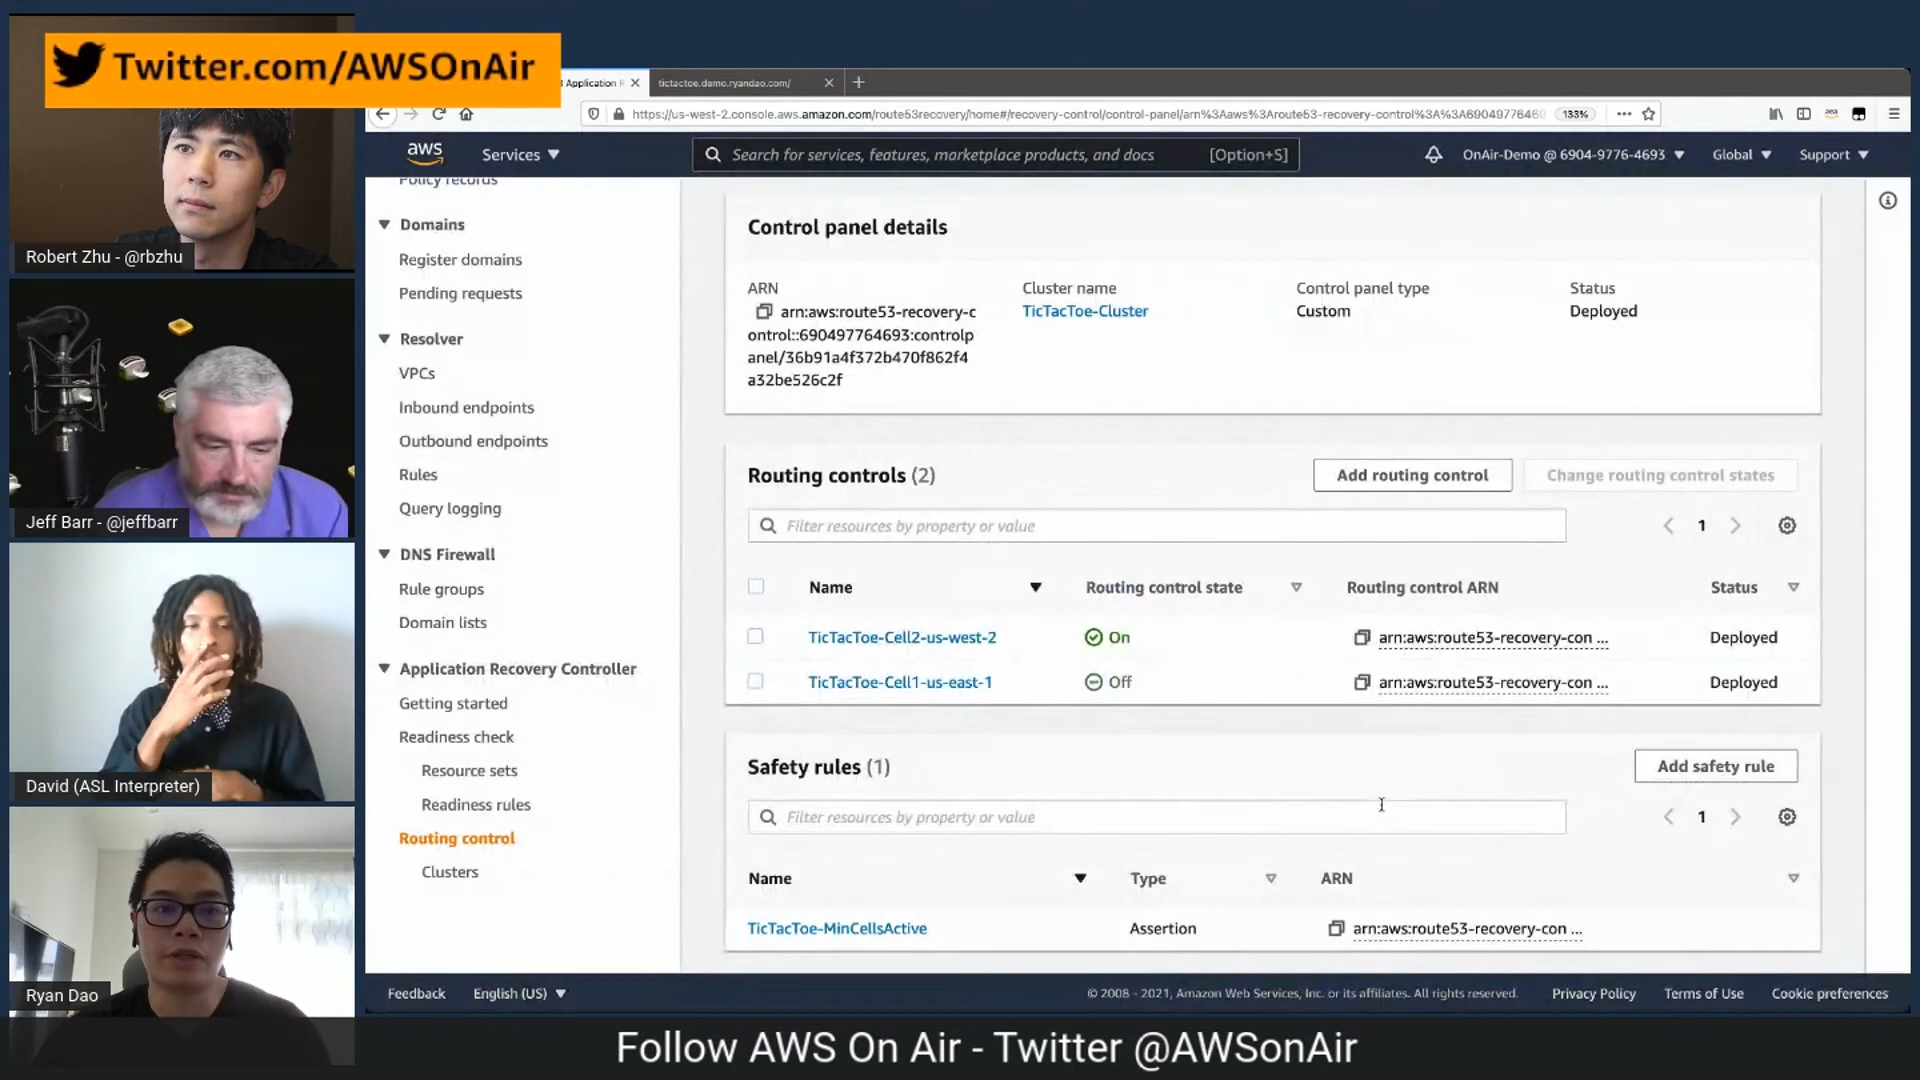 Twitter.com/AWSOnAir
Application R
tictactoe.demo.ryandao.com/
https://us-west-2.console.aws.amazon.com/route53recovery/home#/recovery-control/control-panel/arn%3Aaws%3Aroute53-recovery-control%3A%3A69049776469
133%
aws
Services
Search for services, features, marketplace products, and docs
[Option+S]
OnAir-Demo @ 6904-9776-4693
Global
Support
Policy records
Domains
Register domains
Pending requests
Resolver
VPCs
Inbound endpoints
Outbound endpoints
Rules
Query logging
DNS Firewall
Rule groups
Domain lists
Application Recovery Controller
Getting started
Readiness check
Resource sets
Readiness rules
Routing control
Clusters
Control panel details
ARN
arn:aws:route53-recovery-c
ontrol::690497764693:controlp
anel/36b91a4f372b470f862f4
a32be526c2f
Cluster name
TicTacToe-Cluster
Control panel type
Custom
Status
Deployed
Routing controls (2)
Add routing control
Change routing control states
Filter resources by property or value
1
Name
Routing control state
Routing control ARN
Status
TicTacToe-Cell2-us-west-2
On
arn:aws:route53-recovery-con ...
Deployed
TicTacToe-Cell1-us-east-1
Off
arn:aws:route53-recovery-con ...
Deployed
Safety rules (1)
Add safety rule
Filter resources by property or value
1
Name
Type
ARN
TicTacToe-MinCellsActive
Assertion
arn:aws:route53-recovery-con ...
Feedback
English (US)
© 2008 - 2021, Amazon Web Services, Inc. or its affiliates. All rights reserved.
Privacy Policy
Terms of Use
Cookie preferences
Robert Zhu - @rbzhu
Jeff Barr - @jeffbarr
David (ASL Interpreter)
Ryan Dao
Follow AWS On Air - Twitter @AWSonAir